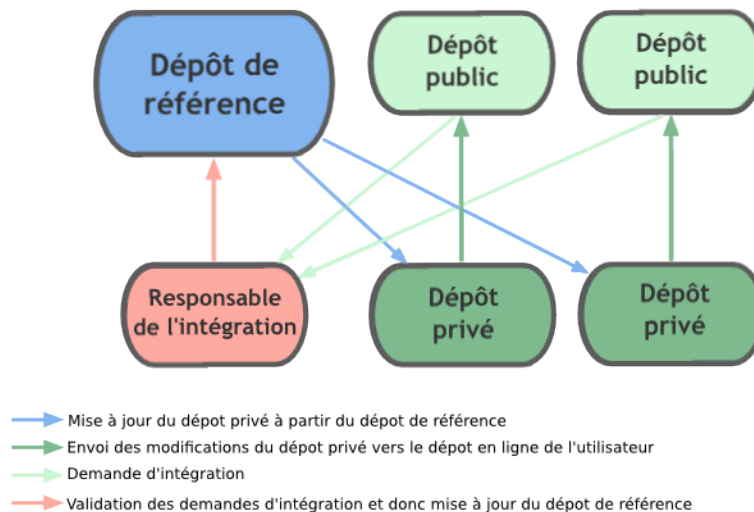 Dépôt de
référence
Dépôt
public
Dépôt
public
Responsable
de l'intégration
Dépôt
privé
Dépôt
privé
Mise à jour du dépot privé à partir du dépot de référence
Envoi des modifications du dépot privé vers le dépot en ligne de l'utilisateur
Demande d'intégration
Validation des demandes d'intégration et donc mise à jour du dépot de référence